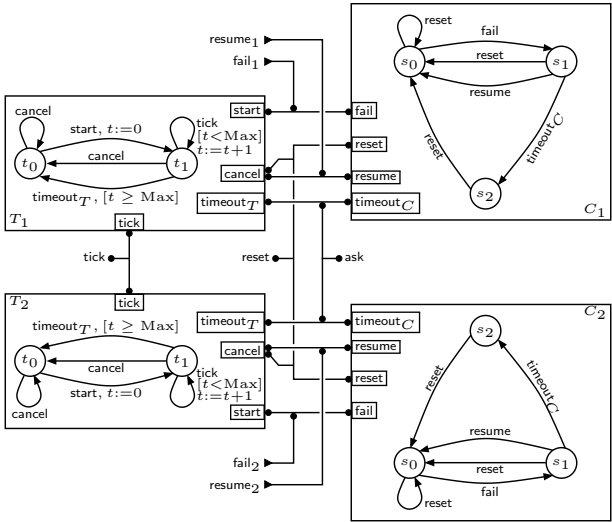 resume1
fail1
reset
s0
fail
s1
reset
resume
reset
timeoutC
s2
C1
cancel
start, t:=0
tick
[t<Max]
t:=t+1
t0
cancel
t1
timeoutT, [t ≥ Max]
T1
tick
start
cancel
timeoutT
fail
reset
resume
timeoutC
tick
reset
ask
T2
tick
timeoutT, [t ≥ Max]
t0
cancel
t1
tick
[t<Max]
t:=t+1
start, t:=0
cancel
timeoutT
cancel
start
timeoutC
resume
reset
fail
C2
s2
reset
timeoutC
resume
s0
reset
s1
fail
reset
fail2
resume2